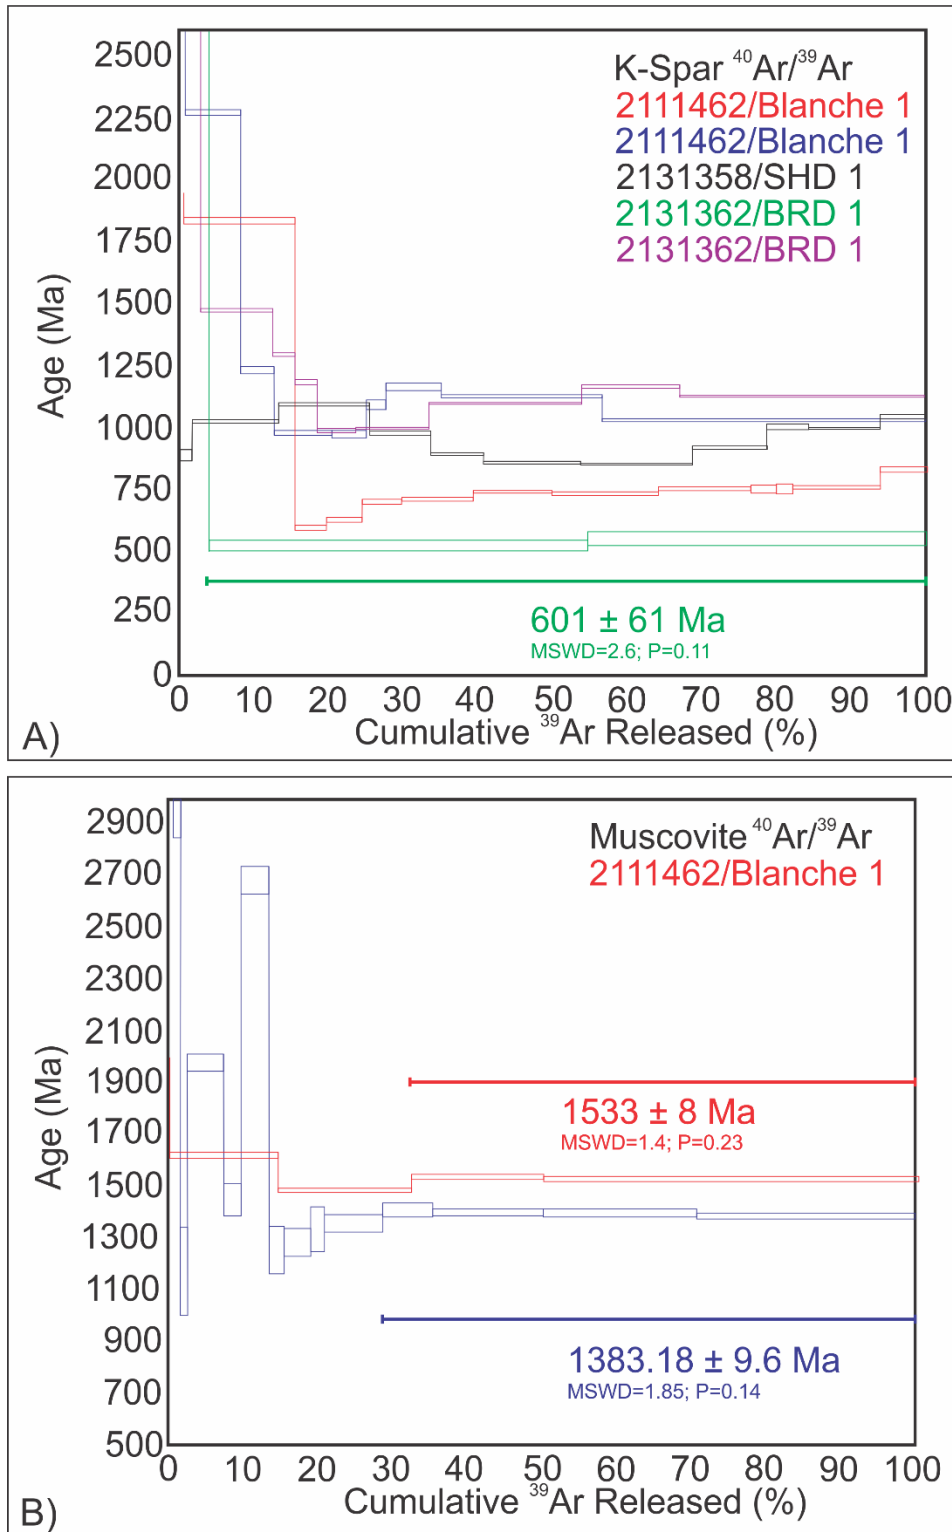 K-Spar ⁴⁰Ar/³⁹Ar
2111462/Blanche 1
2111462/Blanche 1
2131358/SHD 1
2131362/BRD 1
2131362/BRD 1
Age (Ma)
2500
2250
2000
1750
1500
1250
1000
750
500
250
0
601 ± 61 Ma
MSWD=2.6; P=0.11
0 10 20 30 40 50 60 70 80 90 100
Cumulative ³⁹Ar Released (%)
A)
Muscovite ⁴⁰Ar/³⁹Ar
2111462/Blanche 1
Age (Ma)
2900
2700
2500
2300
2100
1900
1700
1500
1300
1100
900
700
500
1533 ± 8 Ma
MSWD=1.4; P=0.23
1383.18 ± 9.6 Ma
MSWD=1.85; P=0.14
0 10 20 30 40 50 60 70 80 90 100
Cumulative ³⁹Ar Released (%)
B)